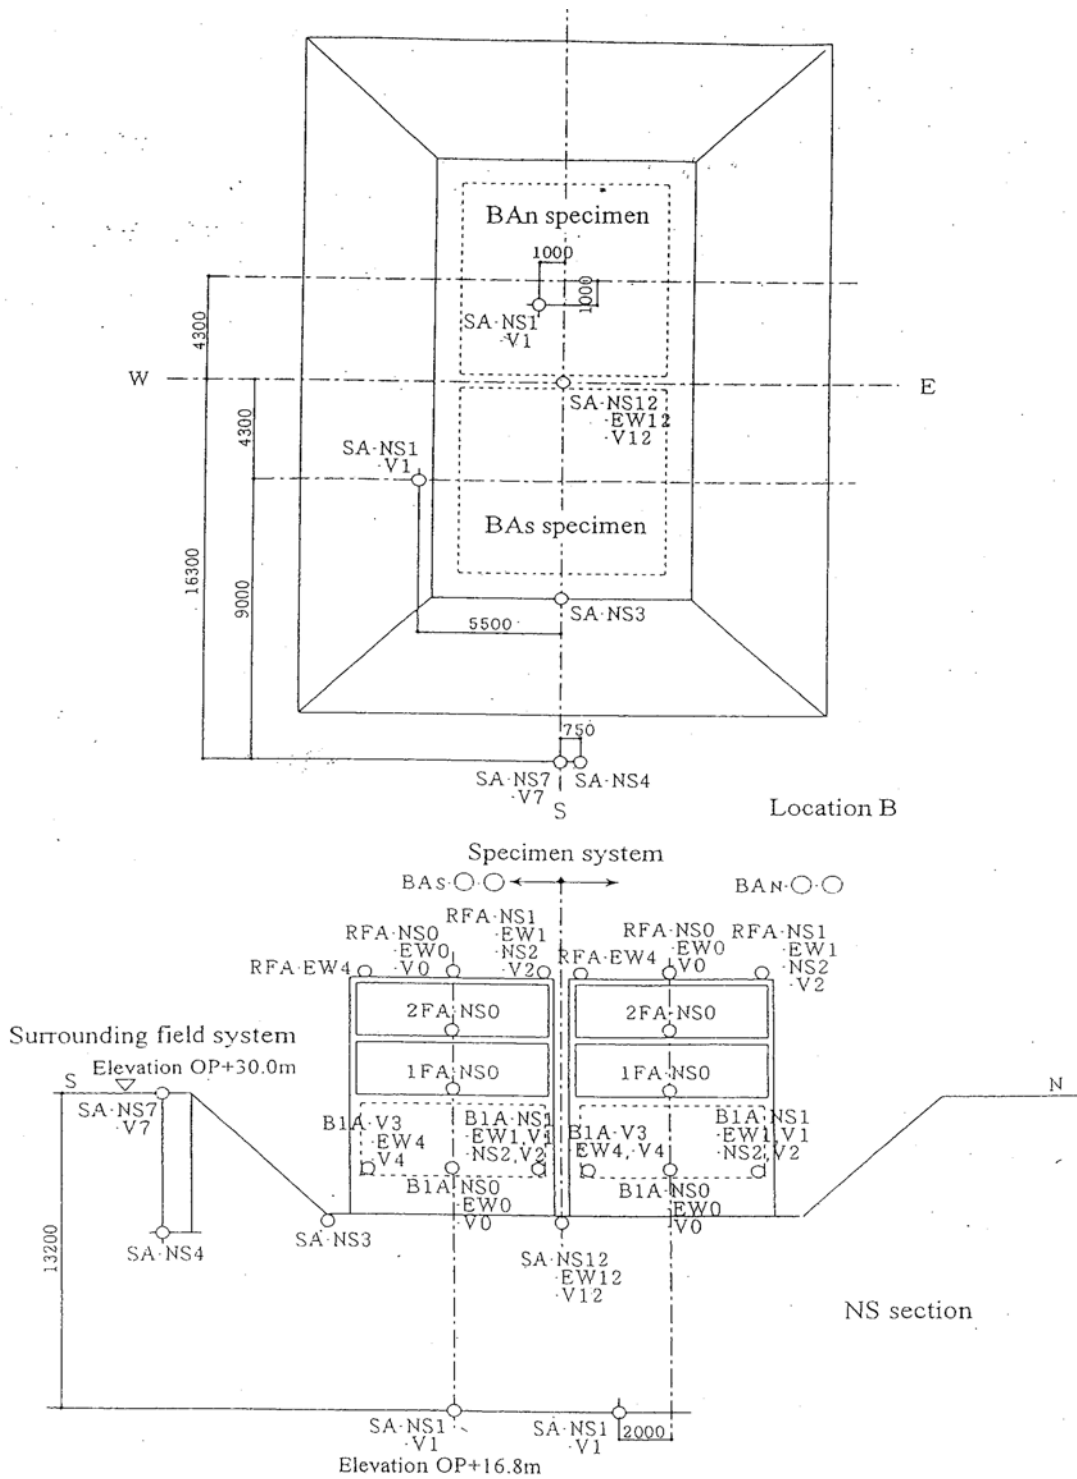 BAn specimen
1000
1000
SA·NS1
·V1
4300
W
E
SA·NS12
·EW12
·V12
4300
SA·NS1
·V1
BAs specimen
16300
9000
SA·NS3
5500
750
SA·NS7
·V7
SA·NS4
S
Location B
Specimen system
BAS·○○
BAN·○○
RFA·NS1
·EW1
·NS2
·V2
RFA·NS0
·EW0
·V0
RFA·EW4
RFA·NS0
·EW0
V0
RFA·NS1
·EW1
·NS2
·V2
RFA·EW4
2FA·NS0
2FA·NS0
Surrounding field system
Elevation OP+30.0m
1FA·NS0
1FA·NS0
S
N
SA·NS7
V7
B1A·V3
·EW4
·V4
B1A·NS1
·EW1,V1
·NS2,V2
B1A·V3
EW4,·V4
B1A·NS1
·EW1,V1
·NS2,V2
B1A·NS0
·EW0
·V0
B1A·NS0
·EW0
V0
SA·NS4
SA·NS3
13200
SA·NS12
·EW12
·V12
NS section
SA·NS1
·V1
SA·NS1
·V1
2000
Elevation OP+16.8m